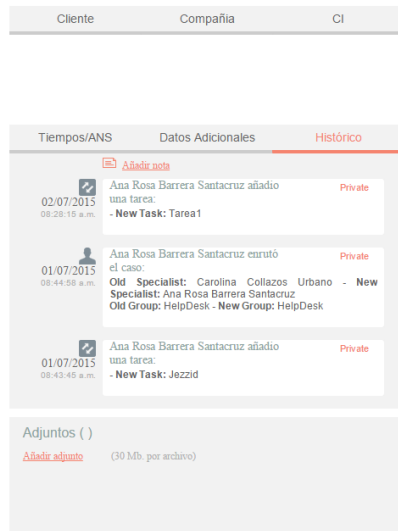 Cliente Compañia CI
Tiempos/ANS Datos Adicionales Histórico
Añadir nota
Ana Rosa Barrera Santacruz añadio Private
02/07/2015 una tarea:
08:28:15 a.m. - New Task: Tarea1
Ana Rosa Barrera Santacruz enrutó Private
01/07/2015 el caso:
08:44:58 a.m. Old Specialist: Carolina Collazos Urbano - New
Specialist: Ana Rosa Barrera Santacruz
Old Group: HelpDesk - New Group: HelpDesk
Ana Rosa Barrera Santacruz añadio Private
01/07/2015 una tarea:
08:43:45 a.m. - New Task: Jezzid
Adjuntos ( )
Añadir adjunto (30 Mb. por archivo)